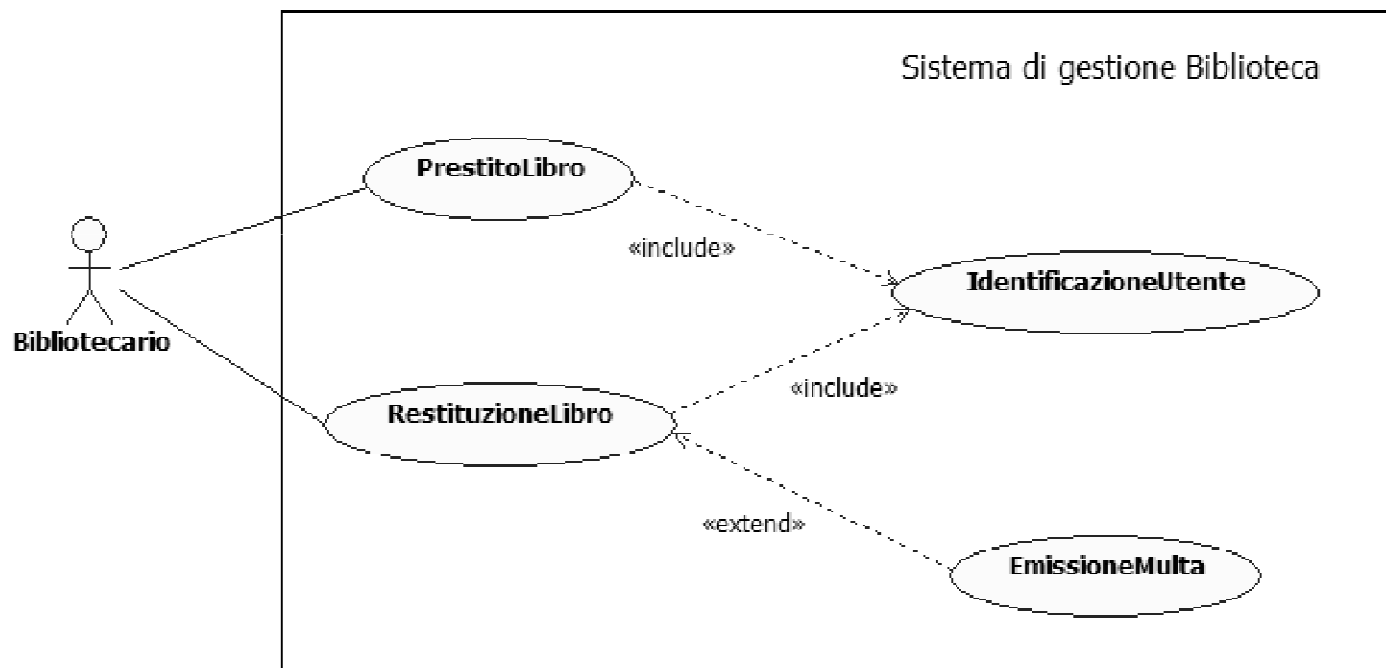 Sistema di gestione Biblioteca
PrestitoLibro
«include»
IdentificazioneUtente
Bibliotecario
«include»
RestituzioneLibro
«extend»
EmissioneMulta